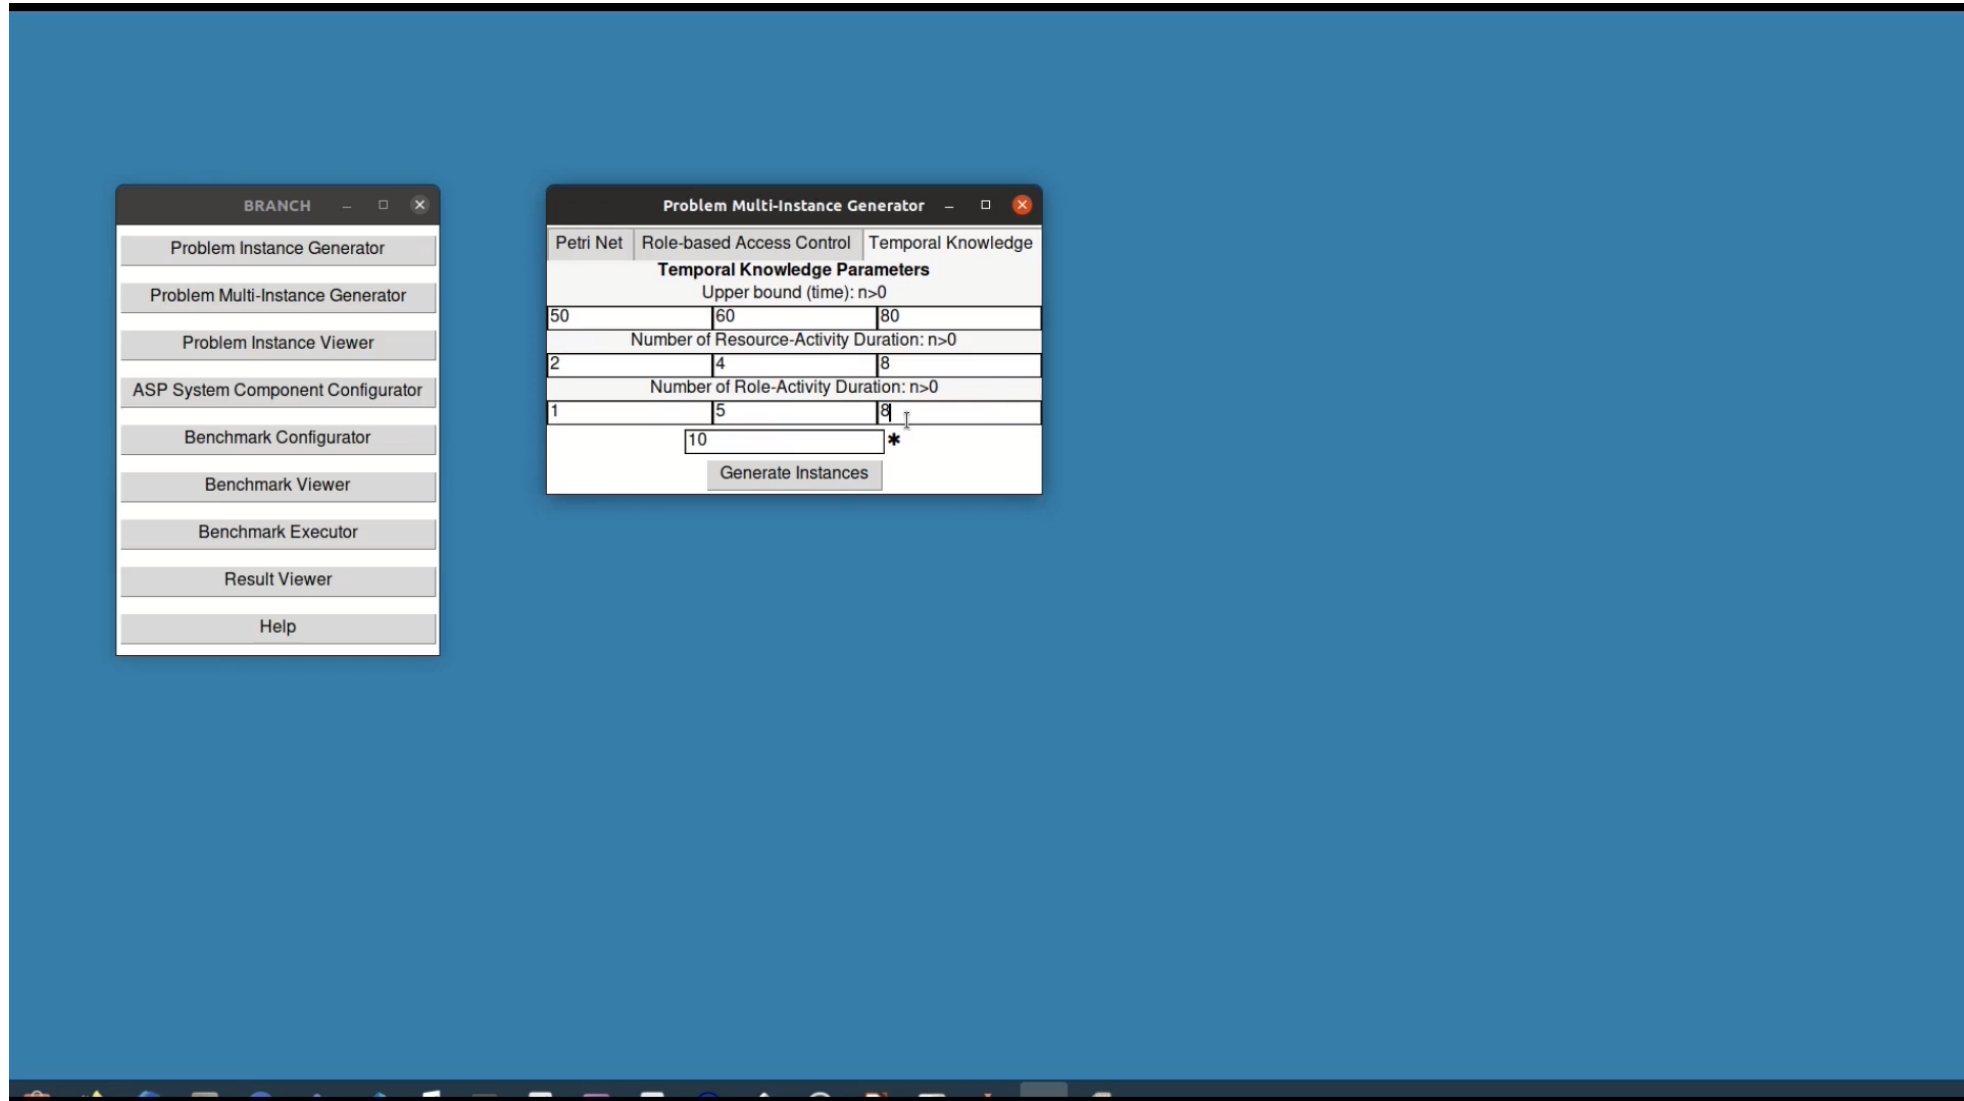 BRANCH
Problem Instance Generator
Problem Multi-Instance Generator
Problem Instance Viewer
ASP System Component Configurator
Benchmark Configurator
Benchmark Viewer
Benchmark Executor
Result Viewer
Help
Problem Multi-Instance Generator
Petri Net Role-based Access Control Temporal Knowledge
Temporal Knowledge Parameters
Upper bound (time): n>0
50 60 80
Number of Resource-Activity Duration: n>0
2 4 8
Number of Role-Activity Duration: n>0
1 5 8
10 *
Generate Instances